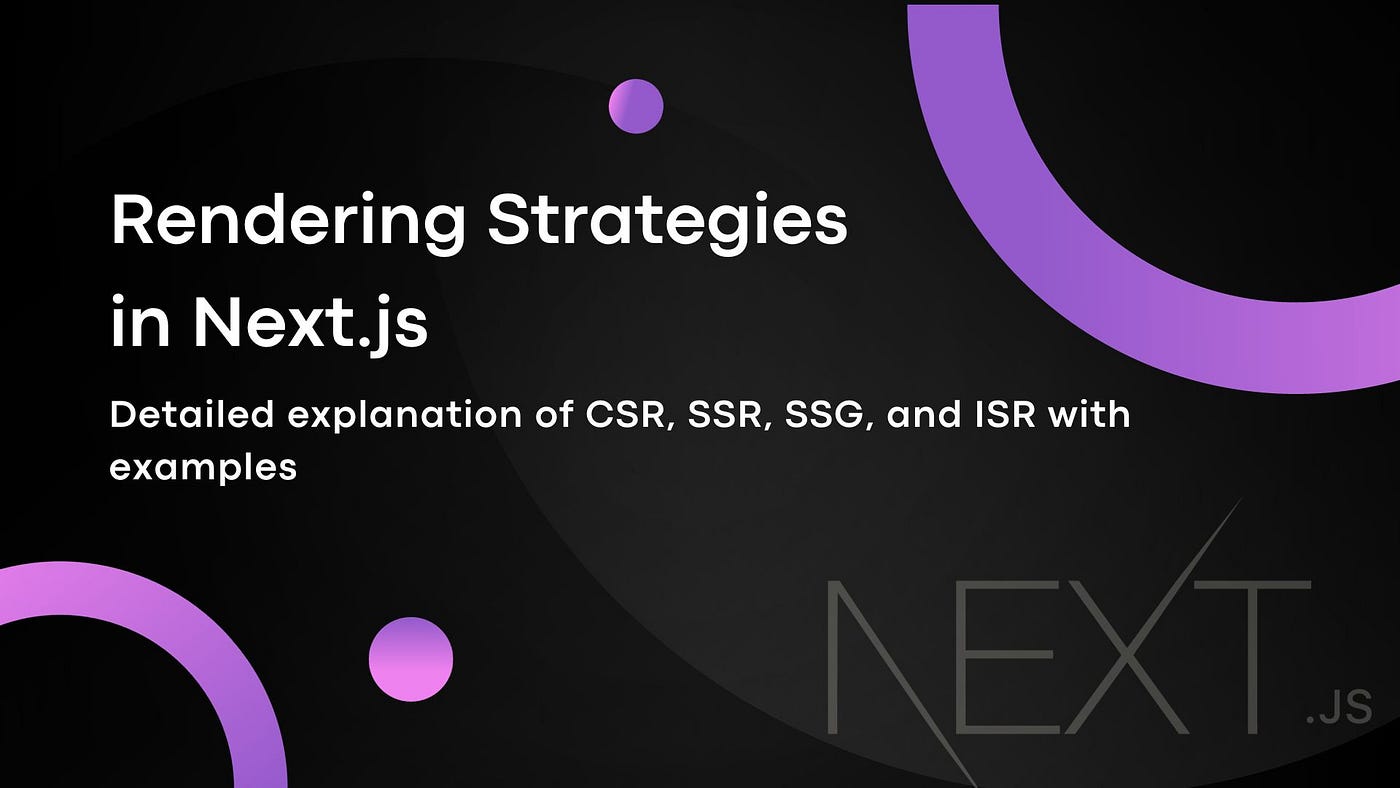 Rendering Strategies
in Next.js
Detailed explanation of CSR, SSR, SSG, and ISR with
examples
NEXT.JS